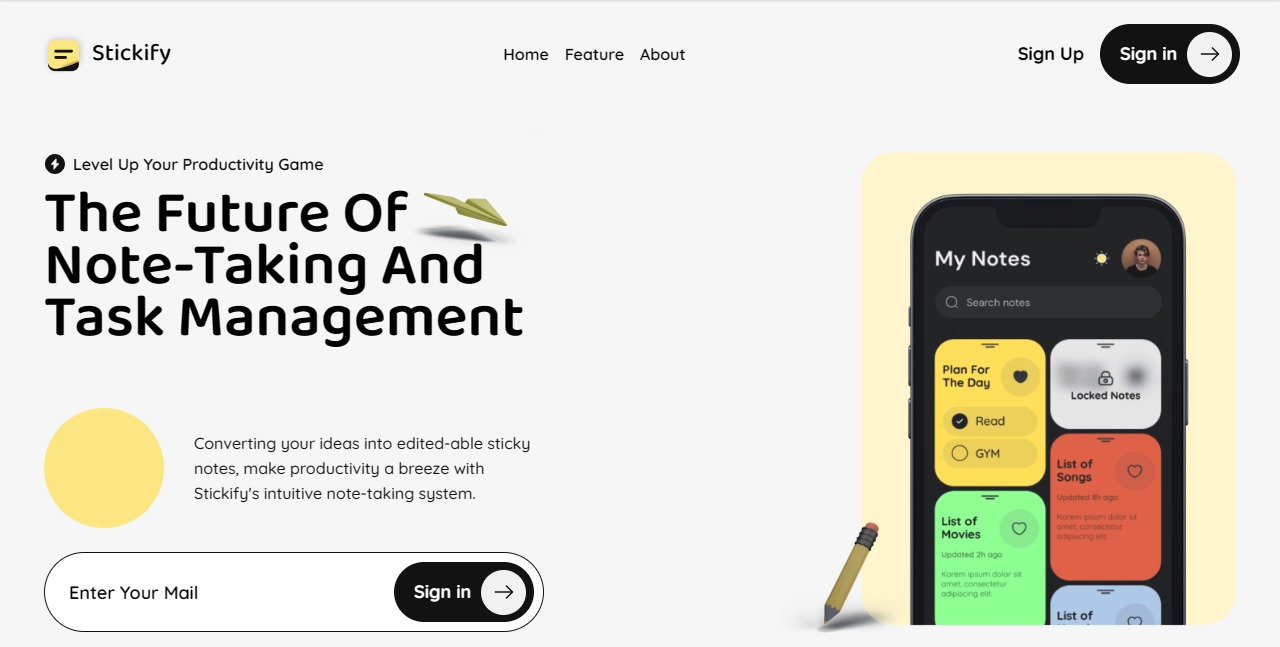 Stickify
Home Feature About
Sign Up Sign in
Level Up Your Productivity Game
The Future Of
Note-Taking And
Task Management
Converting your ideas into edited-able sticky
notes, make productivity a breeze with
Stickify's intuitive note-taking system.
Enter Your Mail
Sign in
My Notes
Search notes
Plan For
The Day
Read
GYM
Locked Notes
List of
Songs
Updated 8h ago
Korem ipsum dolor sit
amet, consectetur
adipiscing elit.
List of
Movies
Updated 2h ago
Korem ipsum dolor sit
amet, consectetur
adipiscing elit.
List of